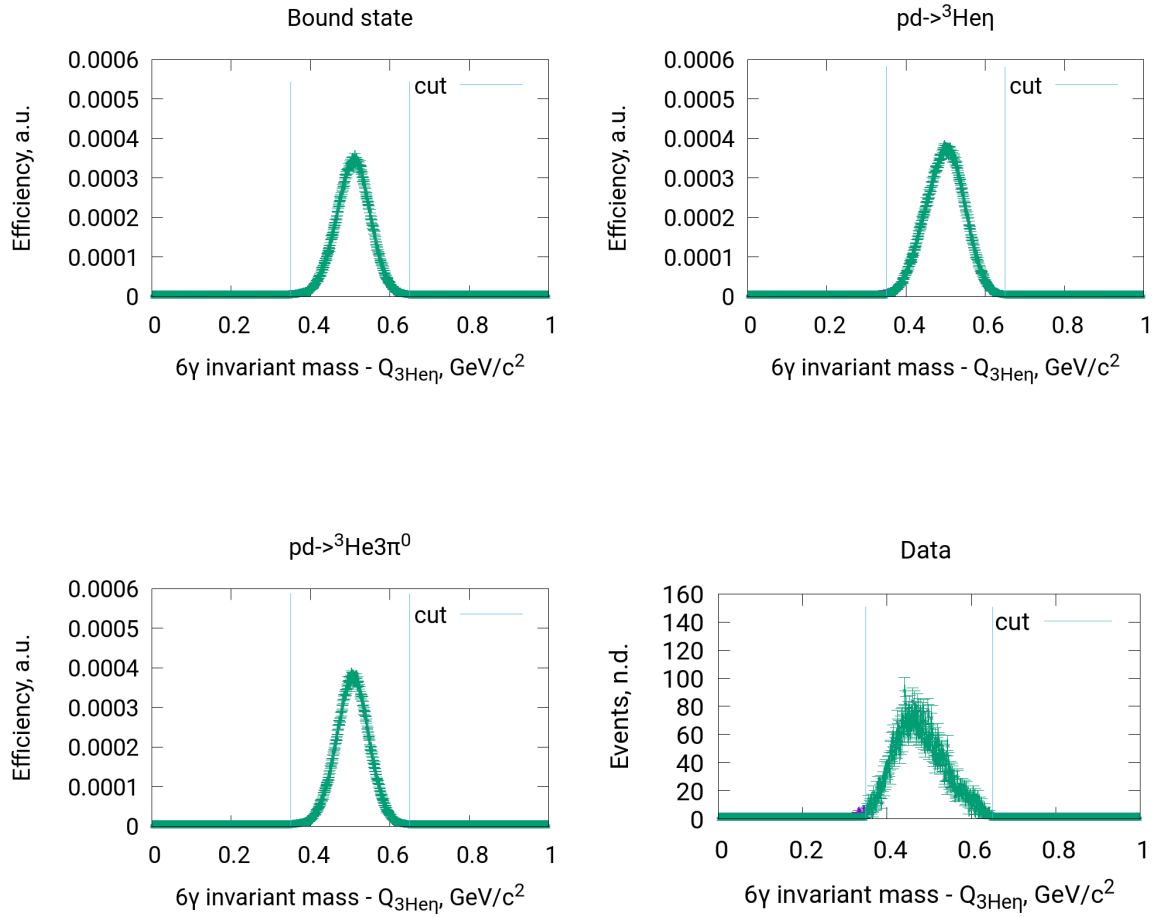 Bound state
0.0006
0.0005
0.0004
0.0003
0.0002
0.0001
0
Efficiency, a.u.
cut
0 0.2 0.4 0.6 0.8 1
6γ invariant mass - Q3Heη, GeV/c²
pd->³Heη
0.0006
0.0005
0.0004
0.0003
0.0002
0.0001
0
Efficiency, a.u.
cut
0 0.2 0.4 0.6 0.8 1
6γ invariant mass - Q3Heη, GeV/c²
pd->³He3π⁰
0.0006
0.0005
0.0004
0.0003
0.0002
0.0001
0
Efficiency, a.u.
cut
0 0.2 0.4 0.6 0.8 1
6γ invariant mass - Q3Heη, GeV/c²
Data
160
140
120
100
80
60
40
20
0
Events, n.d.
cut
0 0.2 0.4 0.6 0.8 1
6γ invariant mass - Q3Heη, GeV/c²